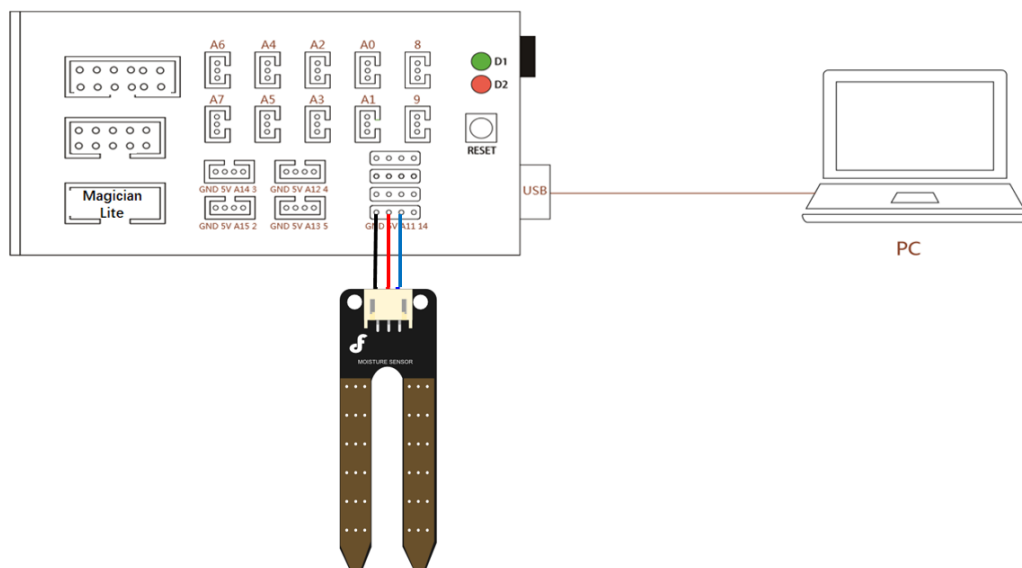 A6 A4 A2 A0 8
D1
D2
A7 A5 A3 A1 9
RESET
GND 5V A14 3 GND 5V A12 4
Magician
Lite
USB
GND 5V A15 2 GND 5V A13 5 GND 5V A11 14
PC
MOISTURE SENSOR